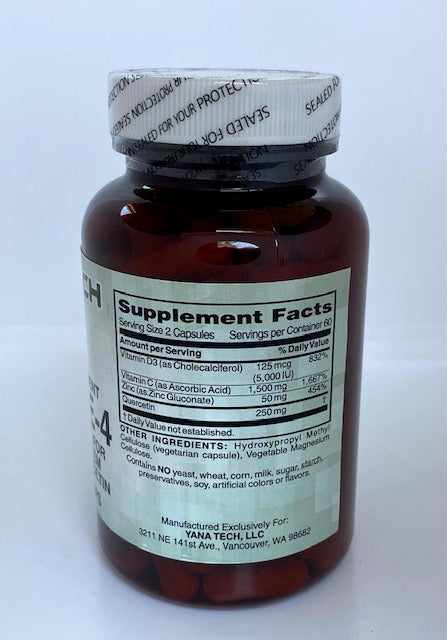 SEALED FOR YOUR PROTECTION
SEALED FOR
Supplement Facts
Serving Size 2 Capsules Servings per Container 60
Amount per Serving % Daily Value
Vitamin D3 (as Cholecalciferol) 125 mcg 832%
(5,000 IU)
Vitamin C (as Ascorbic Acid) 1,500 mg 1,667%
Zinc (as Zinc Gluconate) 50 mg 454%
Quercetin 250 mg †
† Daily Value not established.
OTHER INGREDIENTS: Hydroxypropyl Methyl
Cellulose (vegetarian capsule), Vegetable Magnesium
Cellulose.
Contains NO yeast, wheat, corn, milk, sugar, starch,
preservatives, soy, artificial colors or flavors.
Manufactured Exclusively For:
YANA TECH, LLC
3211 NE 141st Ave., Vancouver, WA 98682